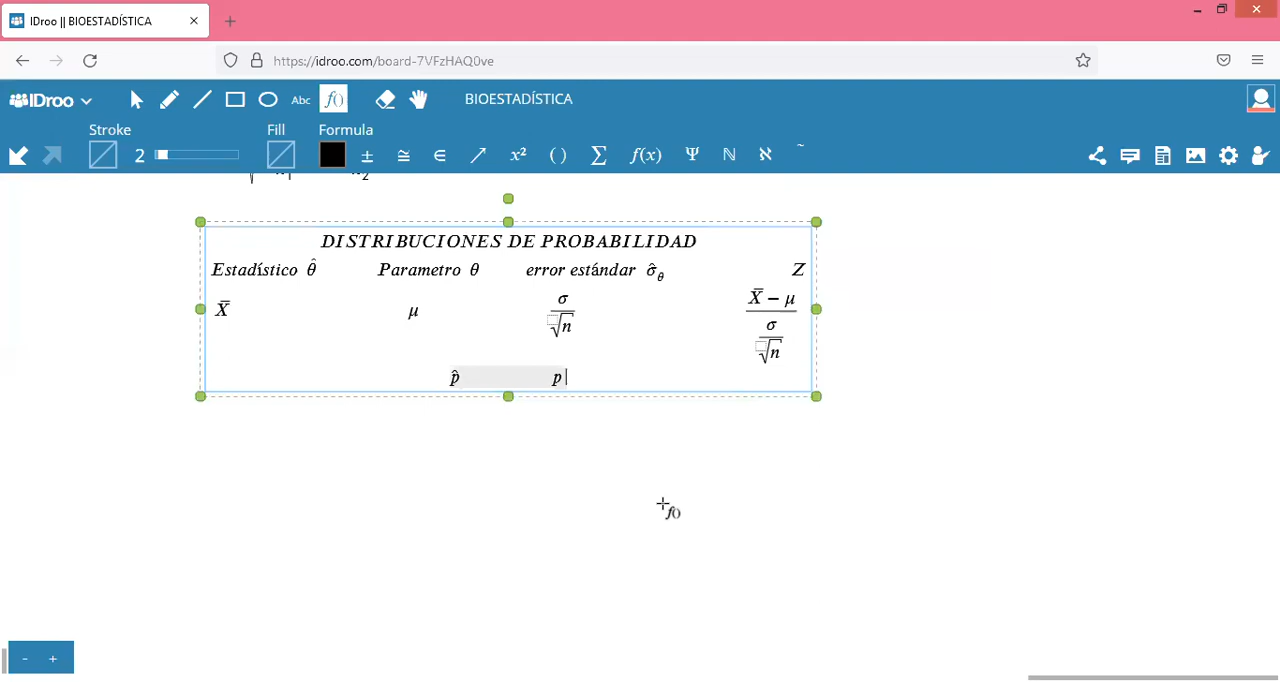 IDroo || BIOESTADÍSTICA
https://idroo.com/board-7VFzHAQ0ve
IDroo Abc f() BIOESTADÍSTICA
Stroke Fill Formula
2 ± ≅ ∈ x² ( ) Σ f(x) Ψ ℕ ℵ ~
DISTRIBUCIONES DE PROBABILIDAD
Estadístico θ̂ Parametro θ error estándar σ̂_θ Z
X̄ μ σ/√n (X̄ − μ)/(σ/√n)
p̂ p
f()
- +